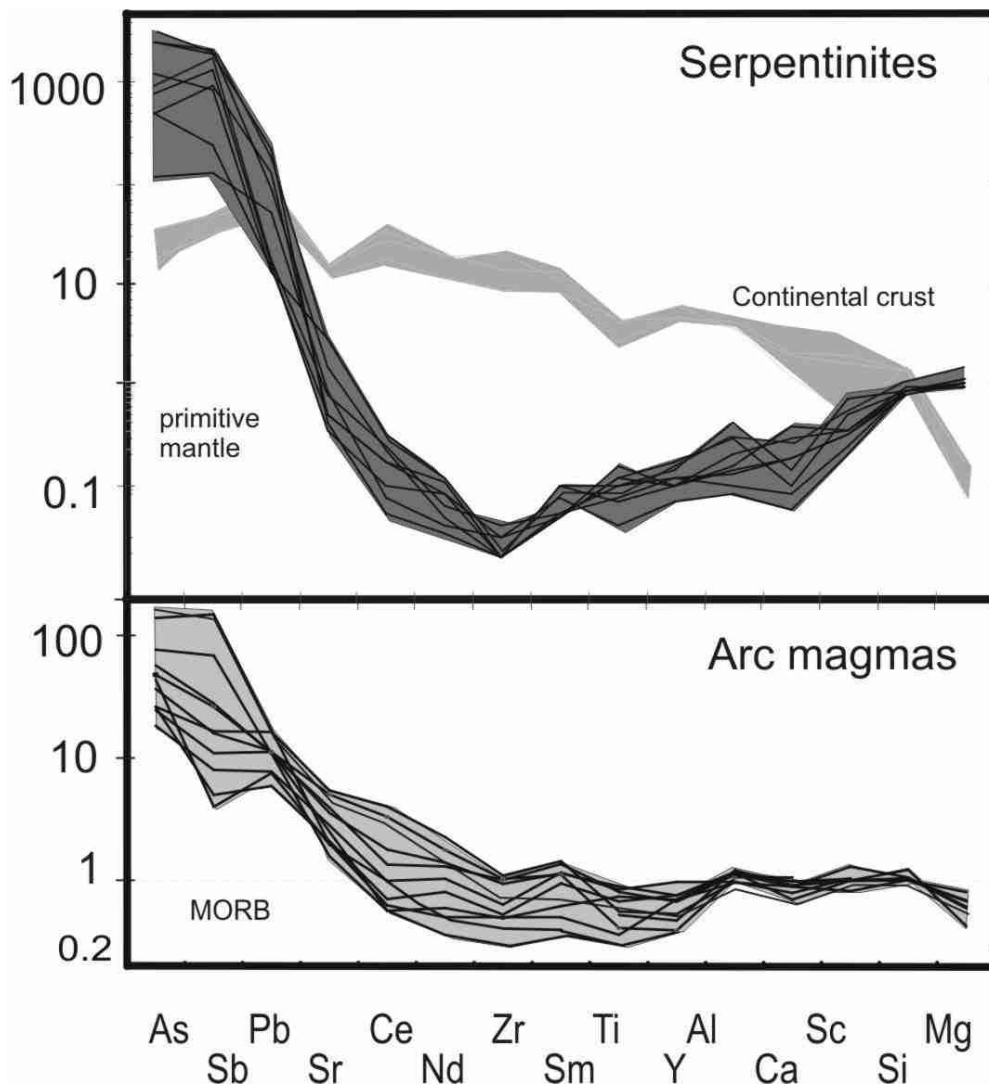 Serpentinites
1000
10
Continental crust
1
primitive
mantle
0.1
Arc magmas
100
10
1
MORB
0.2
As Pb Ce Zr Ti Al Sc Mg
Sb Sr Nd Sm Y Ca Si